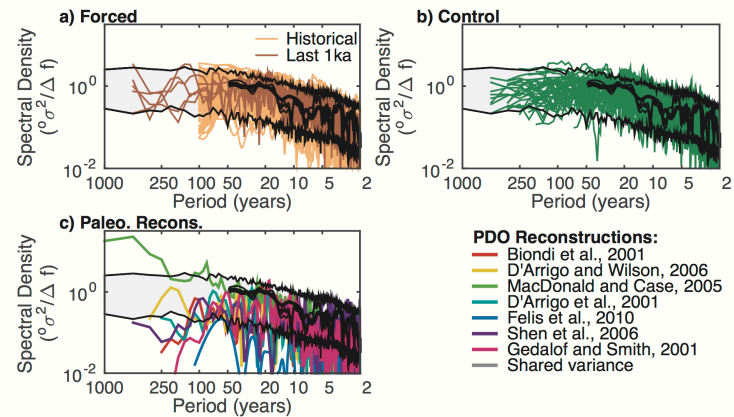 a) Forced
b) Control
Historical
Last 1ka
Spectral Density
(°σ²/Δ f)
10⁰
10⁻²
1000 250 100 50 20 10 5 2
Period (years)
Spectral Density
(°σ²/Δ f)
10⁰
10⁻²
1000 250 100 50 20 10 5 2
Period (years)
c) Paleo. Recons.
Spectral Density
(°σ²/Δ f)
10⁰
10⁻²
1000 250 100 50 20 10 5 2
Period (years)
PDO Reconstructions:
Biondi et al., 2001
D'Arrigo and Wilson, 2006
MacDonald and Case, 2005
D'Arrigo et al., 2001
Felis et al., 2010
Shen et al., 2006
Gedalof and Smith, 2001
Shared variance